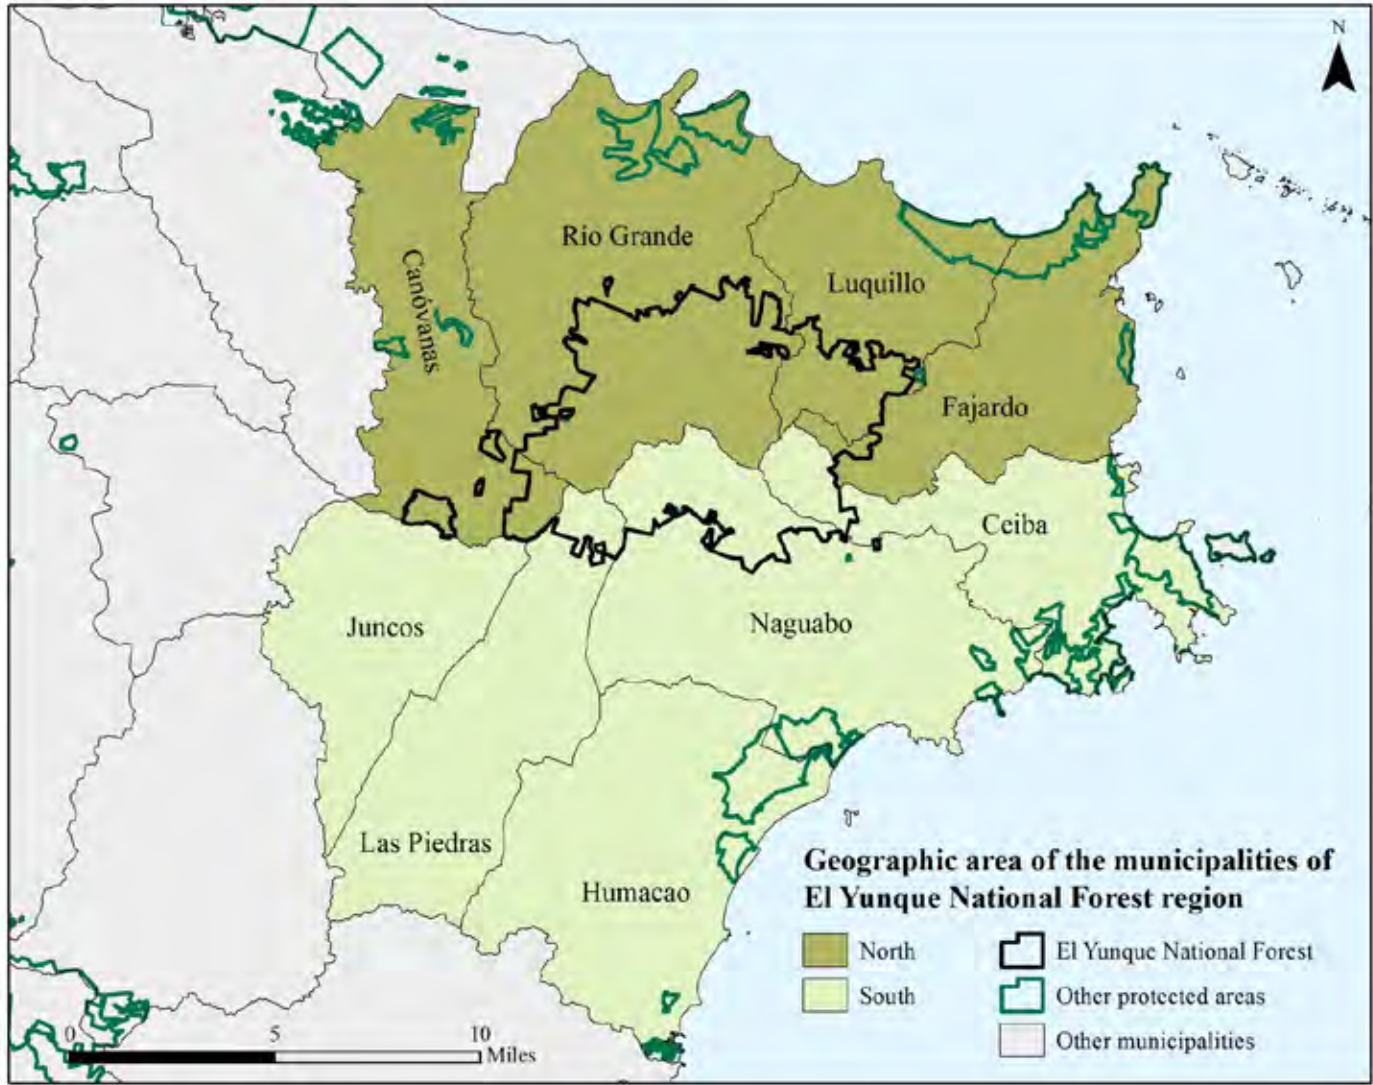 N
Río Grande
Canóvanas
Luquillo
Fajardo
Ceiba
Juncos
Naguabo
Las Piedras
Humacao
Geographic area of the municipalities of
El Yunque National Forest region
North
El Yunque National Forest
South
Other protected areas
Other municipalities
0 5 10
Miles